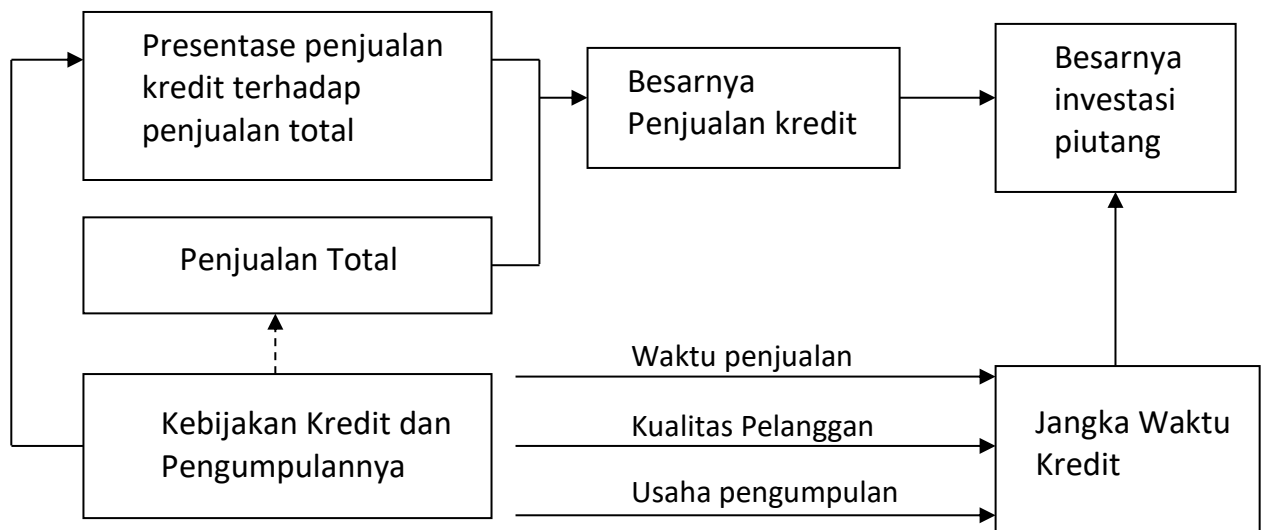 Presentase penjualan
kredit terhadap
penjualan total
Besarnya
Penjualan kredit
Besarnya
investasi
piutang
Penjualan Total
Kebijakan Kredit dan
Pengumpulannya
Waktu penjualan
Kualitas Pelanggan
Usaha pengumpulan
Jangka Waktu
Kredit